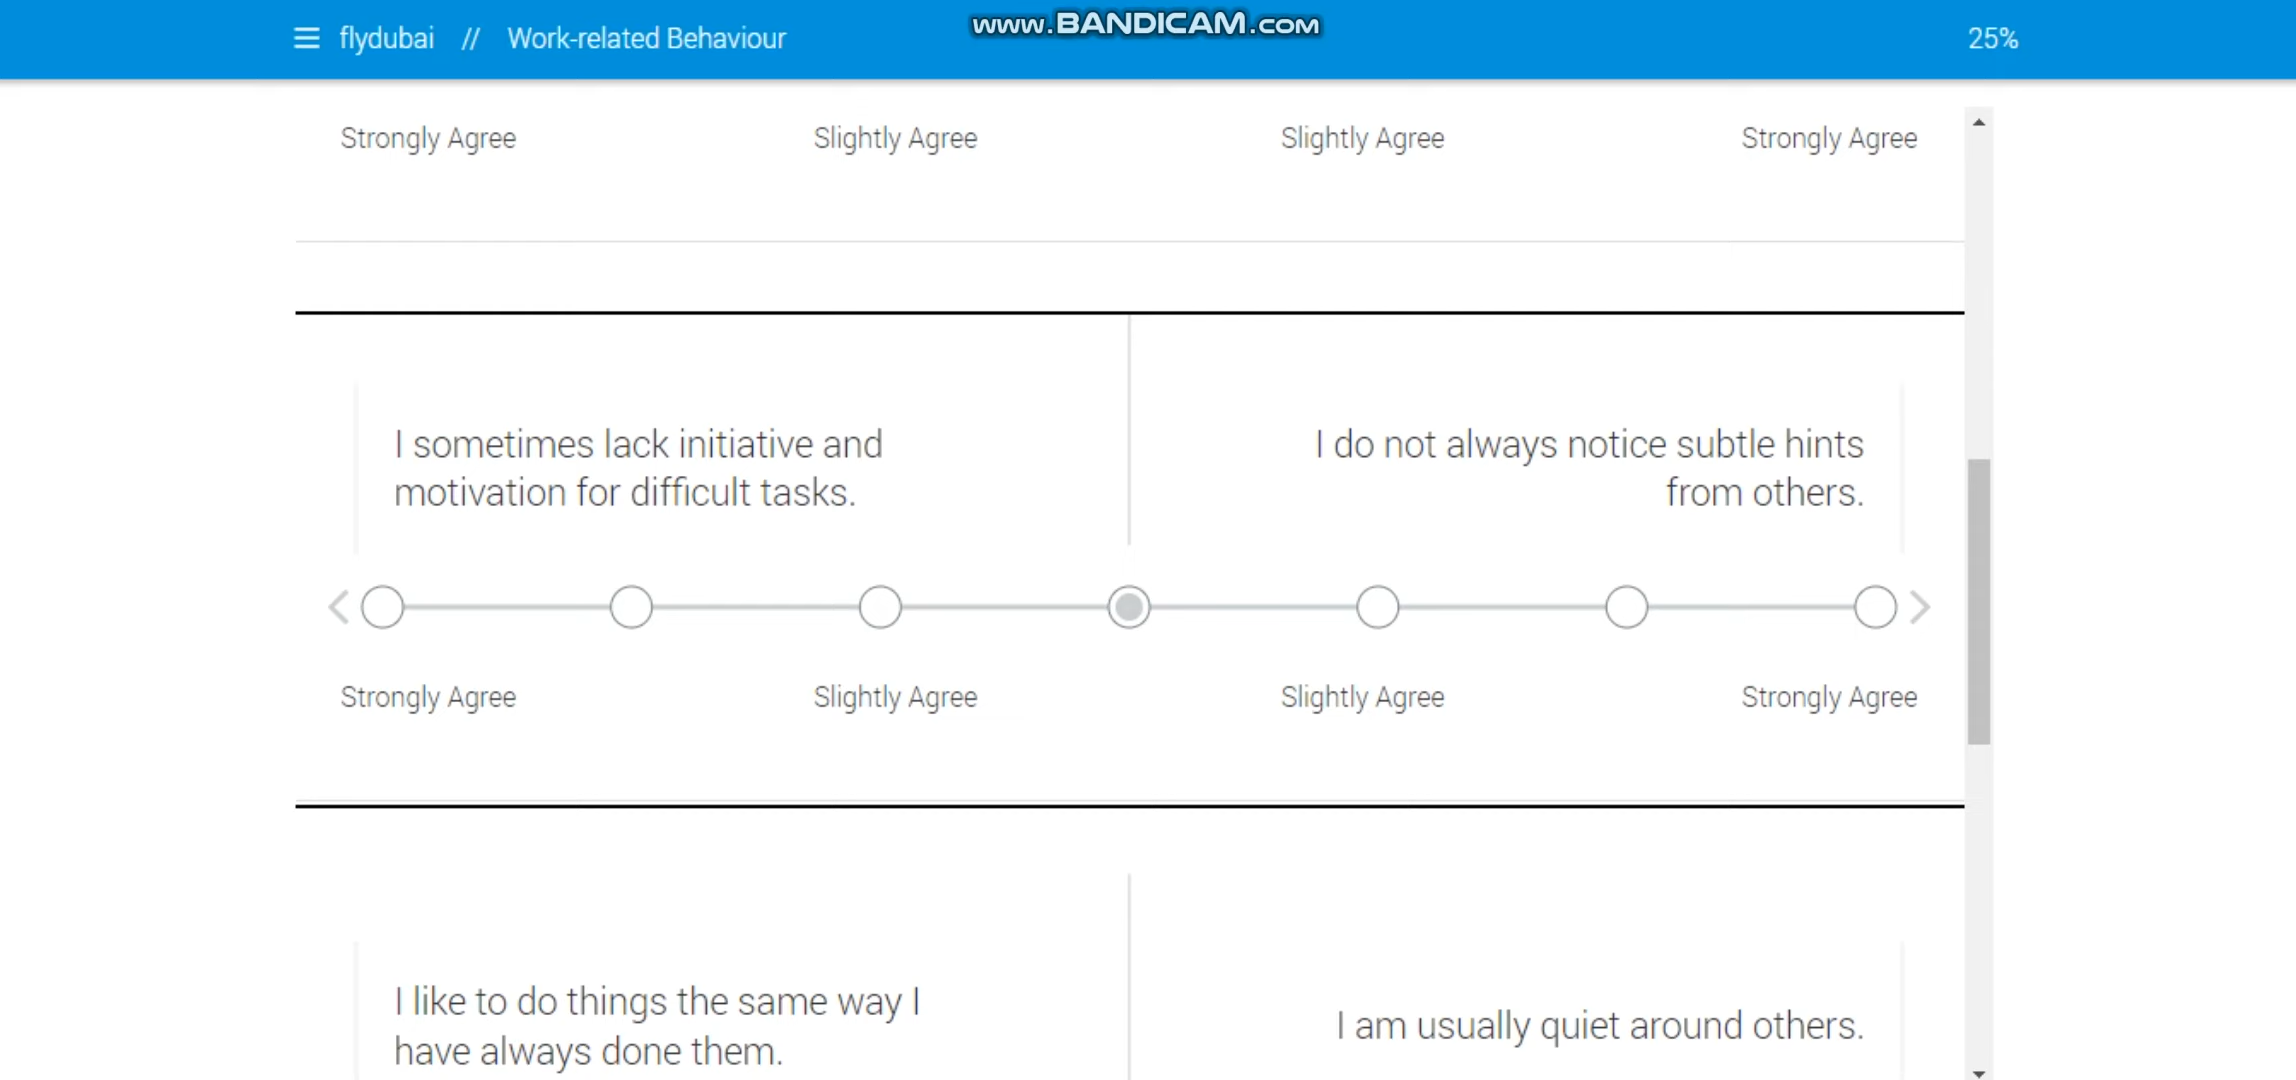 flydubai // Work-related Behaviour
www.BANDICAM.com
25%
Strongly Agree Slightly Agree Slightly Agree Strongly Agree
I sometimes lack initiative and
motivation for difficult tasks.
I do not always notice subtle hints
from others.
Strongly Agree Slightly Agree Slightly Agree Strongly Agree
I like to do things the same way I
have always done them.
I am usually quiet around others.